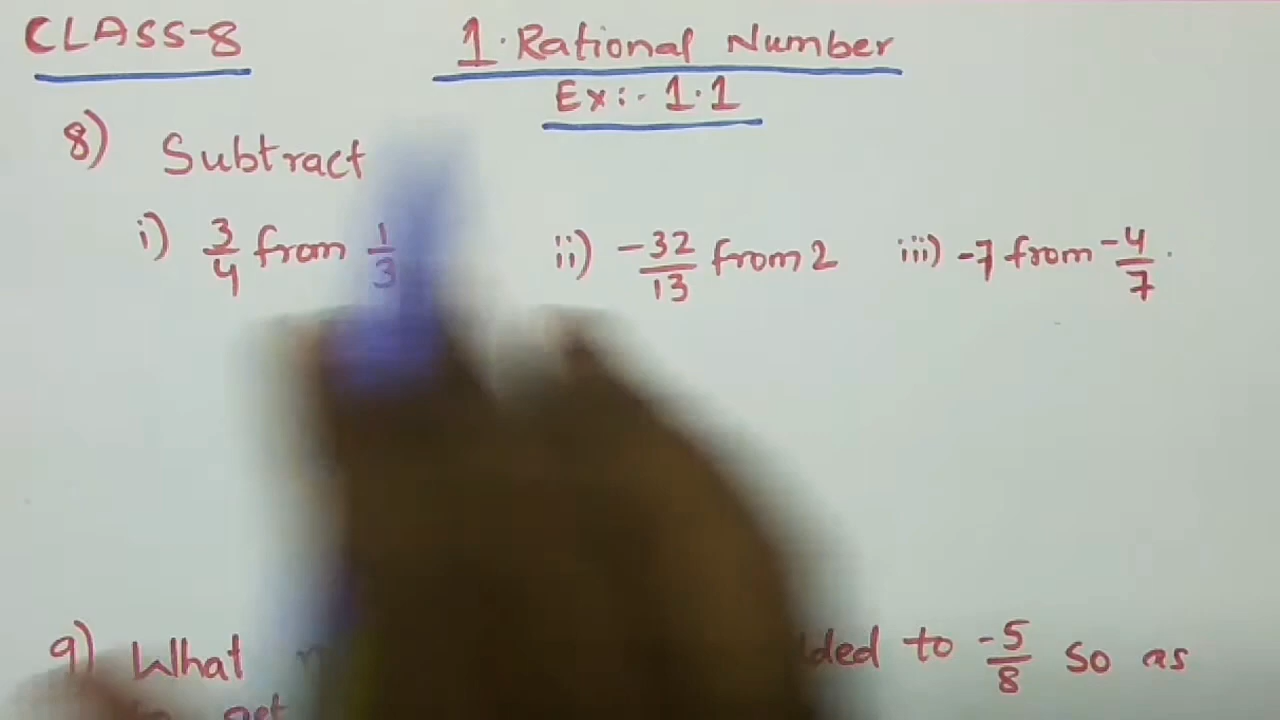 CLASS-8
1. Rational Number
Ex:- 1.1
8) Subtract
i) 3/4 from 1/3 ii) -32/13 from 2 iii) -7 from -4/7.
9) What to -5/8 so as
get